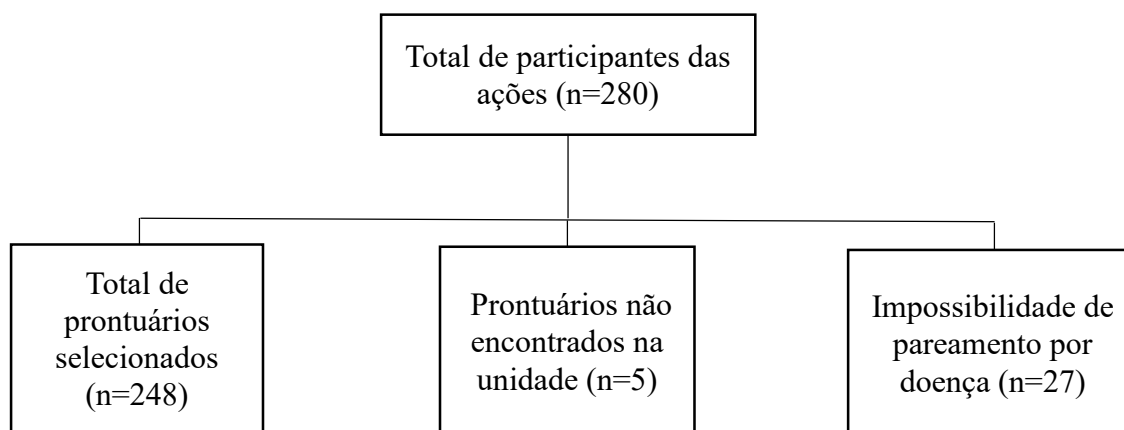 Total de participantes das
ações (n=280)
Total de
prontuários
selecionados
(n=248)
Prontuários não
encontrados na
unidade (n=5)
Impossibilidade de
pareamento por
doença (n=27)